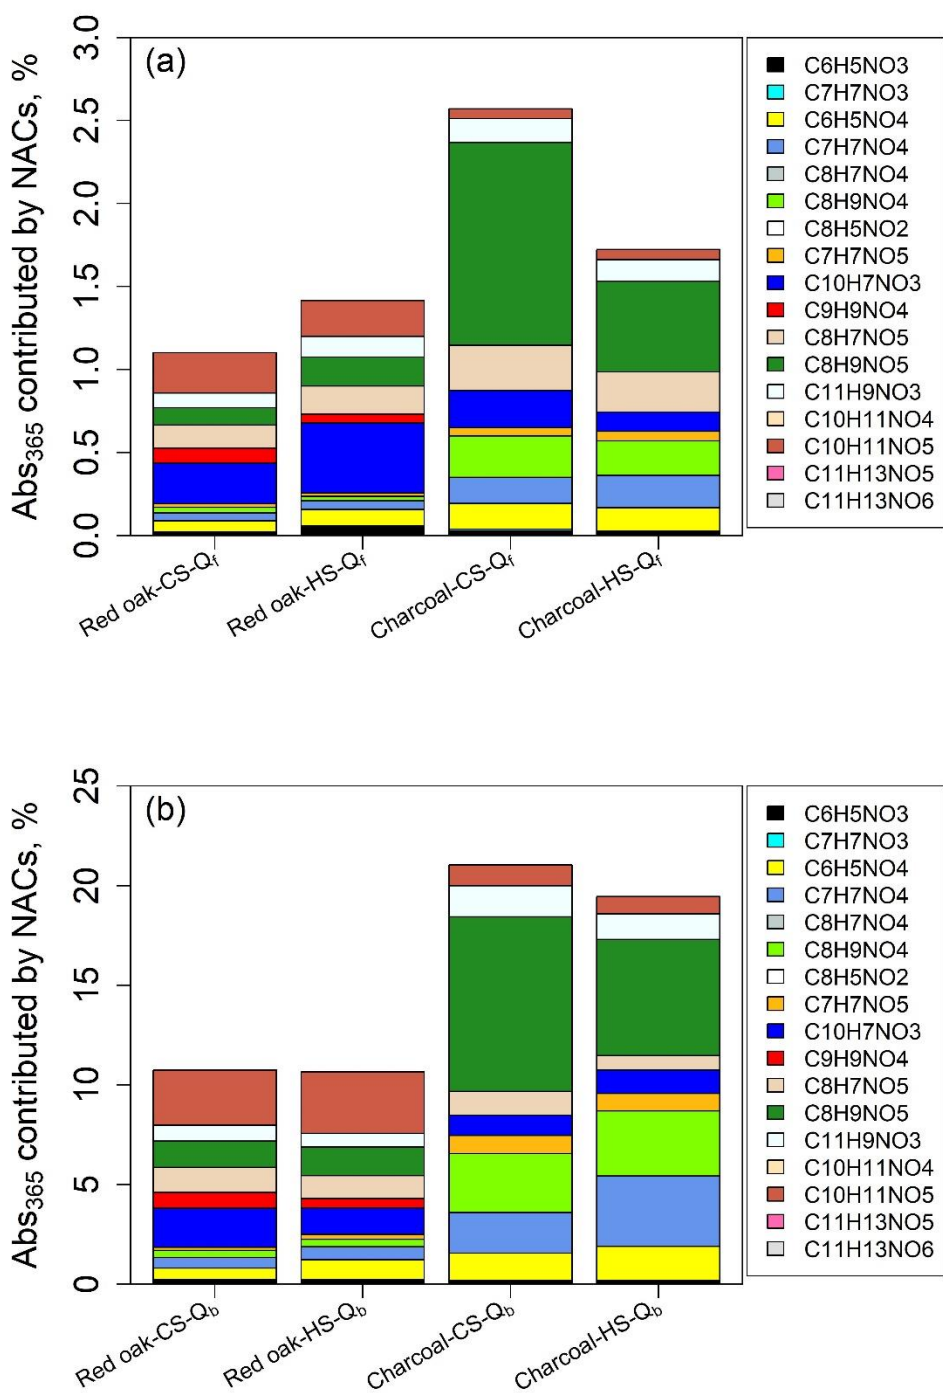 (a)
Abs₃₆₅ contributed by NACs, %
3.0
2.5
2.0
1.5
1.0
0.5
0.0
Red oak-CS-Qf
Red oak-HS-Qf
Charcoal-CS-Qf
Charcoal-HS-Qf
C6H5NO3
C7H7NO3
C6H5NO4
C7H7NO4
C8H7NO4
C8H9NO4
C8H5NO2
C7H7NO5
C10H7NO3
C9H9NO4
C8H7NO5
C8H9NO5
C11H9NO3
C10H11NO4
C10H11NO5
C11H13NO5
C11H13NO6
(b)
Abs₃₆₅ contributed by NACs, %
25
20
15
10
5
0
Red oak-CS-Qb
Red oak-HS-Qb
Charcoal-CS-Qb
Charcoal-HS-Qb
C6H5NO3
C7H7NO3
C6H5NO4
C7H7NO4
C8H7NO4
C8H9NO4
C8H5NO2
C7H7NO5
C10H7NO3
C9H9NO4
C8H7NO5
C8H9NO5
C11H9NO3
C10H11NO4
C10H11NO5
C11H13NO5
C11H13NO6